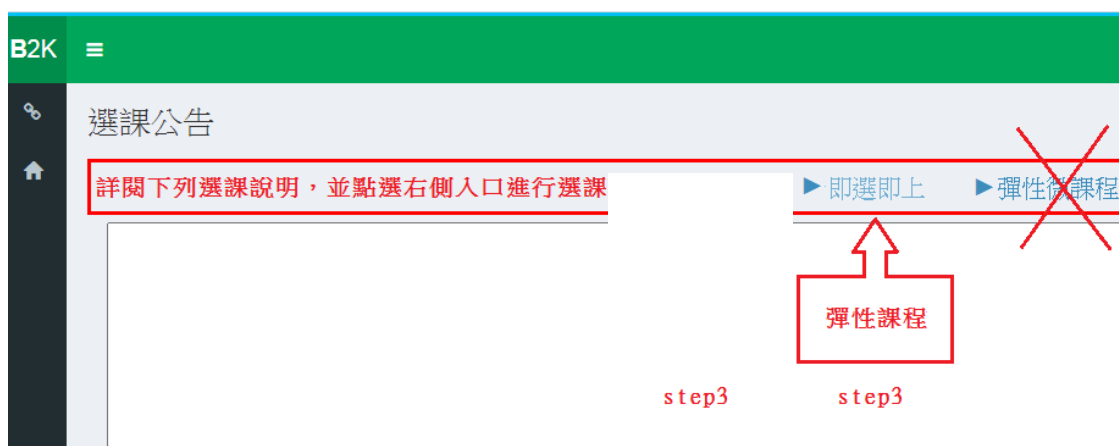 B2K
選課公告
詳閱下列選課說明，並點選右側入口進行選課
▶即選即上
▶彈性微課程
彈性課程
step3
step3